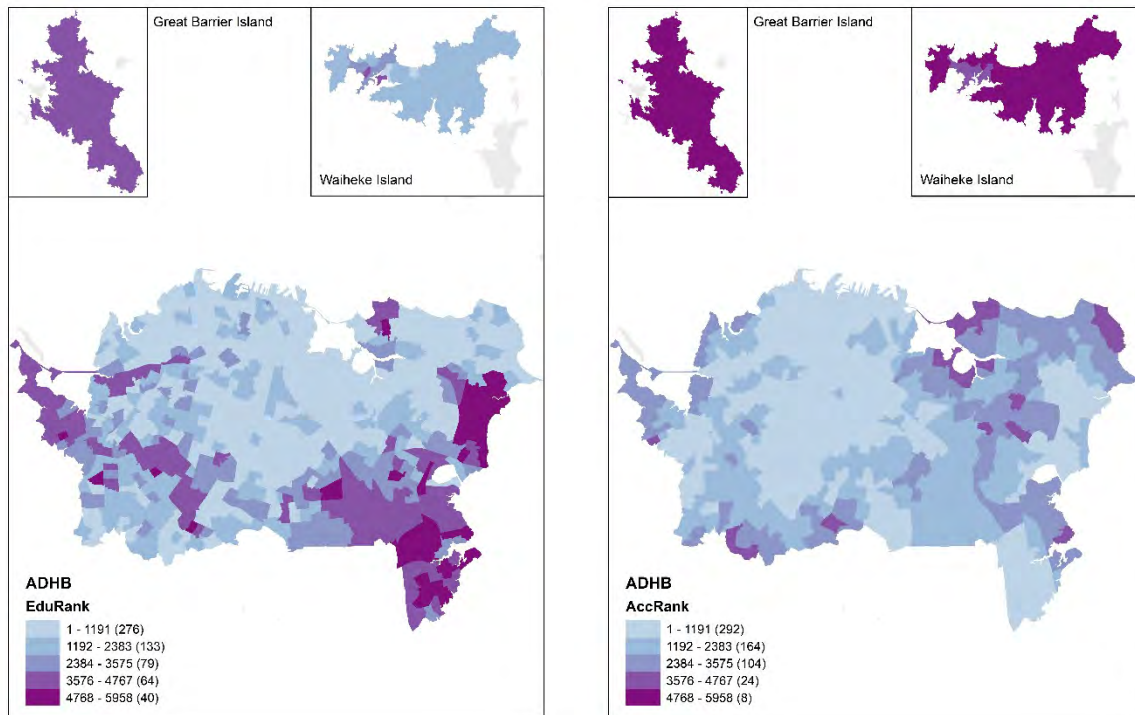 Great Barrier Island
Waiheke Island
ADHB
EduRank
1 - 1191 (276)
1192 - 2383 (133)
2384 - 3575 (79)
3576 - 4767 (64)
4768 - 5958 (40)
Great Barrier Island
Waiheke Island
ADHB
AccRank
1 - 1191 (292)
1192 - 2383 (164)
2384 - 3575 (104)
3576 - 4767 (24)
4768 - 5958 (8)